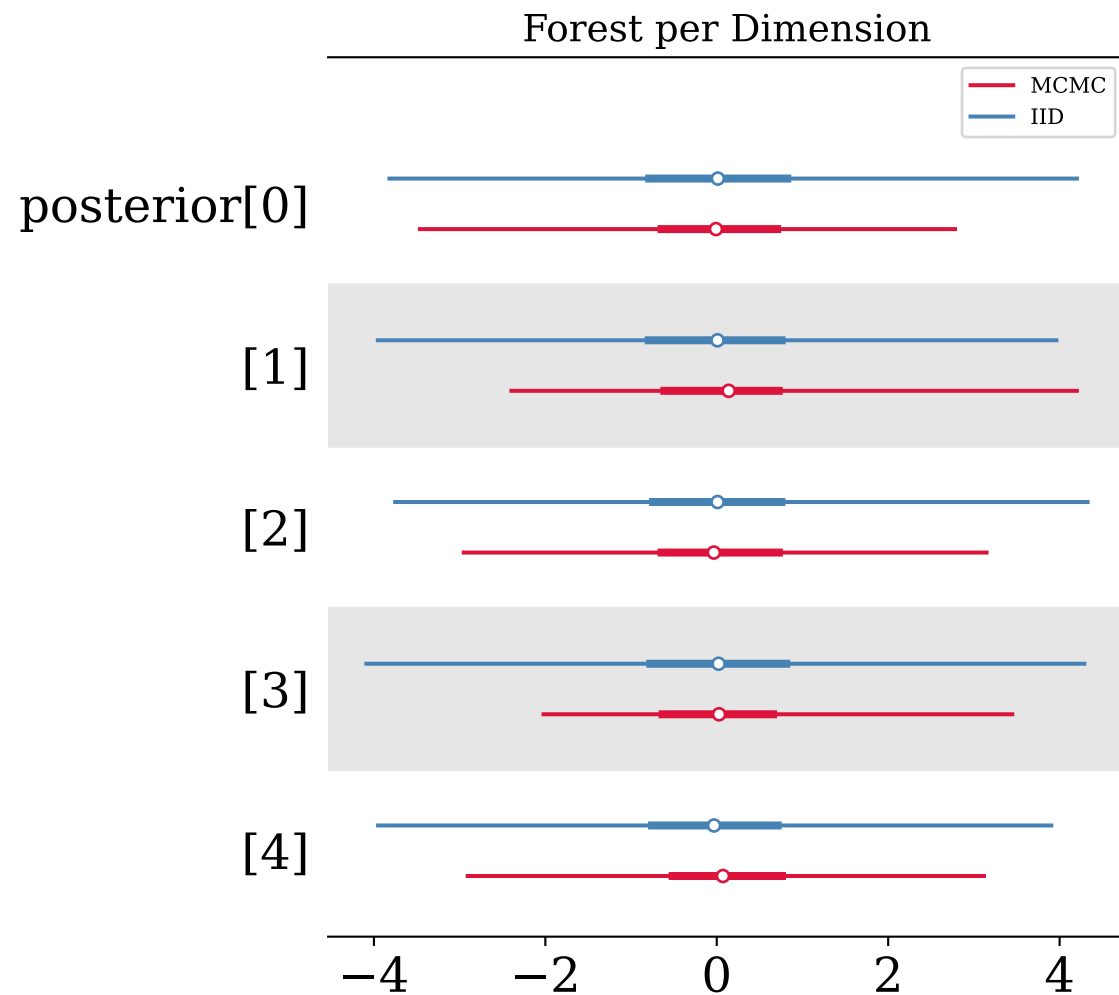 Forest per Dimension
MCMC
IID
posterior[0]
[1]
[2]
[3]
[4]
−4 −2 0 2 4